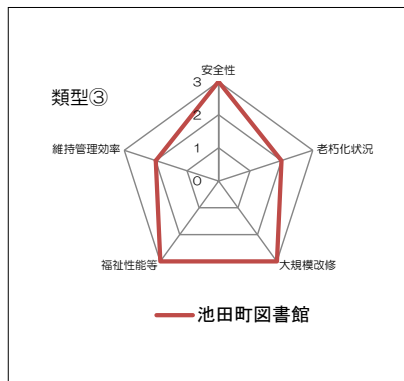 安全性
類型③
3
2
1
0
維持管理効率
老朽化状況
福祉性能等
大規模改修
池田町図書館